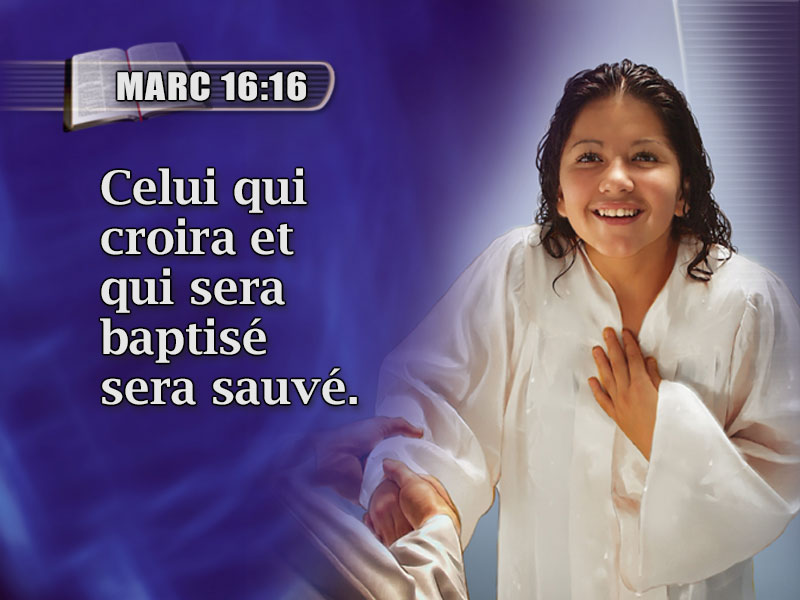 MARC 16:16
Celui qui
croira et
qui sera
baptisé
sera sauvé.